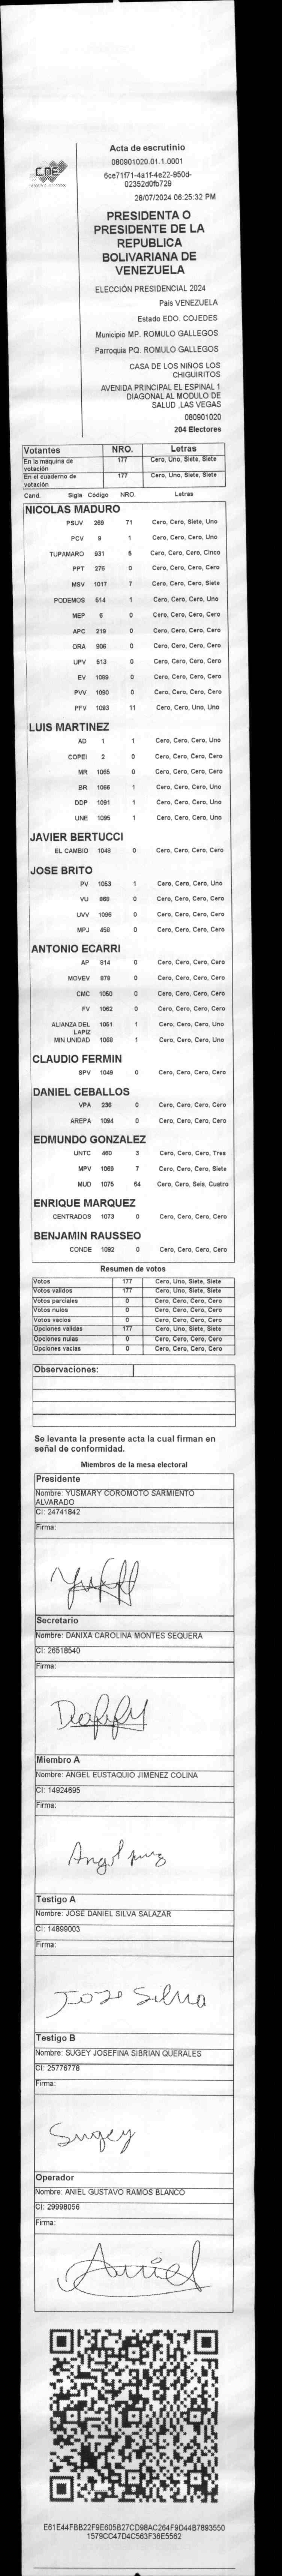 Acta de escrutinio
080901020.01.1.0001
6ce71f71-4a1f-4e22-950d-
02352d0fb729
28/07/2024 06:25:32 PM
CNE
PRESIDENTA O
PRESIDENTE DE LA
REPUBLICA
BOLIVARIANA DE
VENEZUELA
ELECCIÓN PRESIDENCIAL 2024
Pais VENEZUELA
Estado EDO. COJEDES
Municipio MP. ROMULO GALLEGOS
Parroquia PQ. ROMULO GALLEGOS
CASA DE LOS NIÑOS LOS
CHIGUIRITOS
AVENIDA PRINCIPAL EL ESPINAL 1
DIAGONAL AL MODULO DE
SALUD ,LAS VEGAS
080901020
204 Electores
Votantes NRO. Letras
En la máquina de votación 177 Cero, Uno, Siete, Siete
En el cuaderno de votación 177 Cero, Uno, Siete, Siete
Cand. Sigla Código NRO. Letras
NICOLAS MADURO
PSUV 269 71 Cero, Cero, Siete, Uno
PCV 9 1 Cero, Cero, Cero, Uno
TUPAMARO 931 5 Cero, Cero, Cero, Cinco
PPT 276 0 Cero, Cero, Cero, Cero
MSV 1017 7 Cero, Cero, Cero, Siete
PODEMOS 514 1 Cero, Cero, Cero, Uno
MEP 6 0 Cero, Cero, Cero, Cero
APC 219 0 Cero, Cero, Cero, Cero
ORA 906 0 Cero, Cero, Cero, Cero
UPV 513 0 Cero, Cero, Cero, Cero
EV 1099 0 Cero, Cero, Cero, Cero
PVV 1090 0 Cero, Cero, Cero, Cero
PFV 1093 11 Cero, Cero, Uno, Uno
LUIS MARTINEZ
AD 1 1 Cero, Cero, Cero, Uno
COPEI 2 0 Cero, Cero, Cero, Cero
MR 1065 0 Cero, Cero, Cero, Cero
BR 1066 1 Cero, Cero, Cero, Uno
DDP 1091 1 Cero, Cero, Cero, Uno
UNE 1095 1 Cero, Cero, Cero, Uno
JAVIER BERTUCCI
EL CAMBIO 1048 0 Cero, Cero, Cero, Cero
JOSE BRITO
PV 1053 1 Cero, Cero, Cero, Uno
VU 969 0 Cero, Cero, Cero, Cero
UVV 1096 0 Cero, Cero, Cero, Cero
MPJ 458 0 Cero, Cero, Cero, Cero
ANTONIO ECARRI
AP 914 0 Cero, Cero, Cero, Cero
MOVEV 979 0 Cero, Cero, Cero, Cero
CMC 1050 0 Cero, Cero, Cero, Cero
FV 1062 0 Cero, Cero, Cero, Cero
ALIANZA DEL LAPIZ 1051 1 Cero, Cero, Cero, Uno
MIN UNIDAD 1069 1 Cero, Cero, Cero, Uno
CLAUDIO FERMIN
SPV 1049 0 Cero, Cero, Cero, Cero
DANIEL CEBALLOS
VPA 236 0 Cero, Cero, Cero, Cero
AREPA 1094 0 Cero, Cero, Cero, Cero
EDMUNDO GONZALEZ
UNTC 460 3 Cero, Cero, Cero, Tres
MPV 1069 7 Cero, Cero, Cero, Siete
MUD 1075 64 Cero, Cero, Seis, Cuatro
ENRIQUE MARQUEZ
CENTRADOS 1073 0 Cero, Cero, Cero, Cero
BENJAMIN RAUSSEO
CONDE 1092 0 Cero, Cero, Cero, Cero
Resumen de votos
Votos 177 Cero, Uno, Siete, Siete
Votos validos 177 Cero, Uno, Siete, Siete
Votos parciales 0 Cero, Cero, Cero, Cero
Votos nulos 0 Cero, Cero, Cero, Cero
Votos vacios 0 Cero, Cero, Cero, Cero
Opciones validas 177 Cero, Uno, Siete, Siete
Opciones nulas 0 Cero, Cero, Cero, Cero
Opciones vacias 0 Cero, Cero, Cero, Cero
Observaciones:
Se levanta la presente acta la cual firman en
señal de conformidad.
Miembros de la mesa electoral
Presidente
Nombre: YUSMARY COROMOTO SARMIENTO
ALVARADO
CI: 24741842
Firma:
Secretario
Nombre: DANIXA CAROLINA MONTES SEQUERA
CI: 26518540
Firma:
Miembro A
Nombre: ANGEL EUSTAQUIO JIMENEZ COLINA
CI: 14924695
Firma:
Angel
Testigo A
Nombre: JOSE DANIEL SILVA SALAZAR
CI: 14899003
Firma:
Jose Silva
Testigo B
Nombre: SUGEY JOSEFINA SIBRIAN QUERALES
CI: 25776778
Firma:
Sugey
Operador
Nombre: ANIEL GUSTAVO RAMOS BLANCO
CI: 29998056
Firma:
Aniel
E61E44FBB22F9E605B27CD98AC264F9D44B7893550
1579CC47D4C563F36E5562